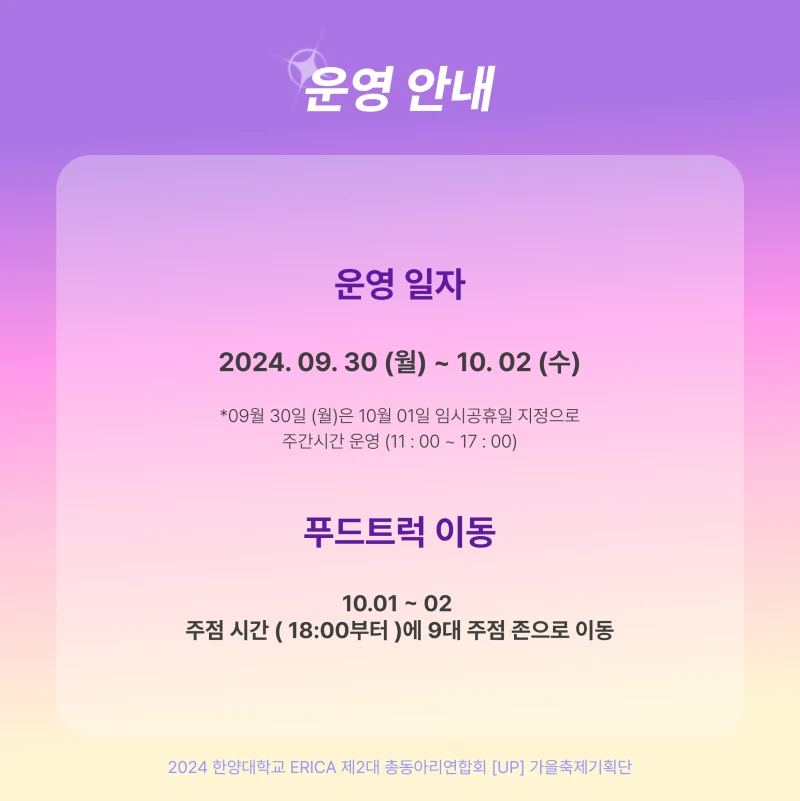 운영 안내
운영 일자
2024. 09. 30 (월) ~ 10. 02 (수)
*09월 30일 (월)은 10월 01일 임시공휴일 지정으로
주간시간 운영 (11 : 00 ~ 17 : 00)
푸드트럭 이동
10.01 ~ 02
주점 시간 ( 18:00부터 )에 9대 주점 존으로 이동
2024 한양대학교 ERICA 제2대 총동아리연합회 [UP] 가을축제기획단